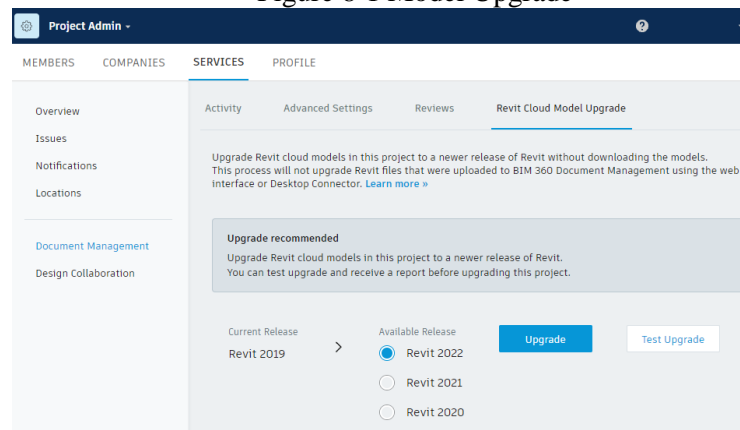 Figure 8-1 Model Upgrade
Project Admin
MEMBERS COMPANIES SERVICES PROFILE
Overview
Issues
Notifications
Locations
Document Management
Design Collaboration
Activity Advanced Settings Reviews Revit Cloud Model Upgrade
Upgrade Revit cloud models in this project to a newer release of Revit without downloading the models.
This process will not upgrade Revit files that were uploaded to BIM 360 Document Management using the web
interface or Desktop Connector. Learn more »
Upgrade recommended
Upgrade Revit cloud models in this project to a newer release of Revit.
You can test upgrade and receive a report before upgrading this project.
Current Release
Revit 2019 >
Available Release
Revit 2022
Revit 2021
Revit 2020
Upgrade
Test Upgrade